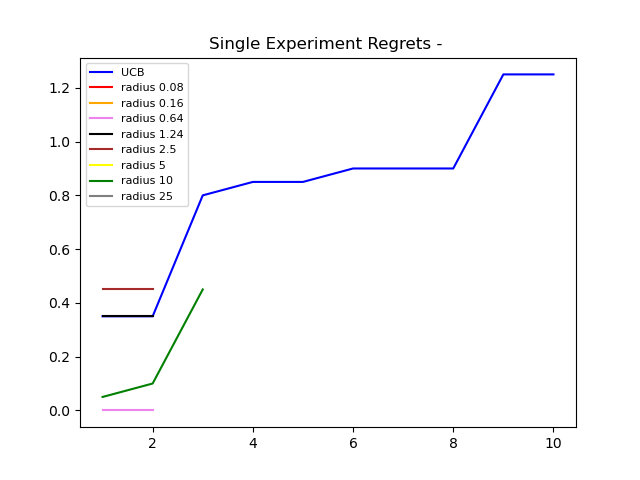 Single Experiment Regrets -
UCB
radius 0.08
radius 0.16
radius 0.64
radius 1.24
radius 2.5
radius 5
radius 10
radius 25
1.2
1.0
0.8
0.6
0.4
0.2
0.0
2 4 6 8 10